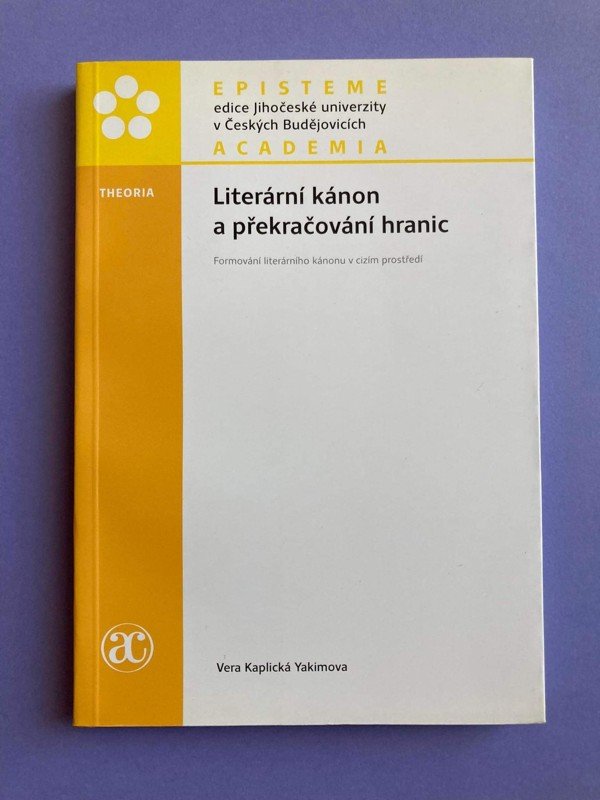 EPISTEME
edice Jihočeské univerzity
v Českých Budějovicích
ACADEMIA
THEORIA
Literární kánon
a překračování hranic
Formování literárního kánonu v cizím prostředí
ac
Vera Kaplická Yakimova